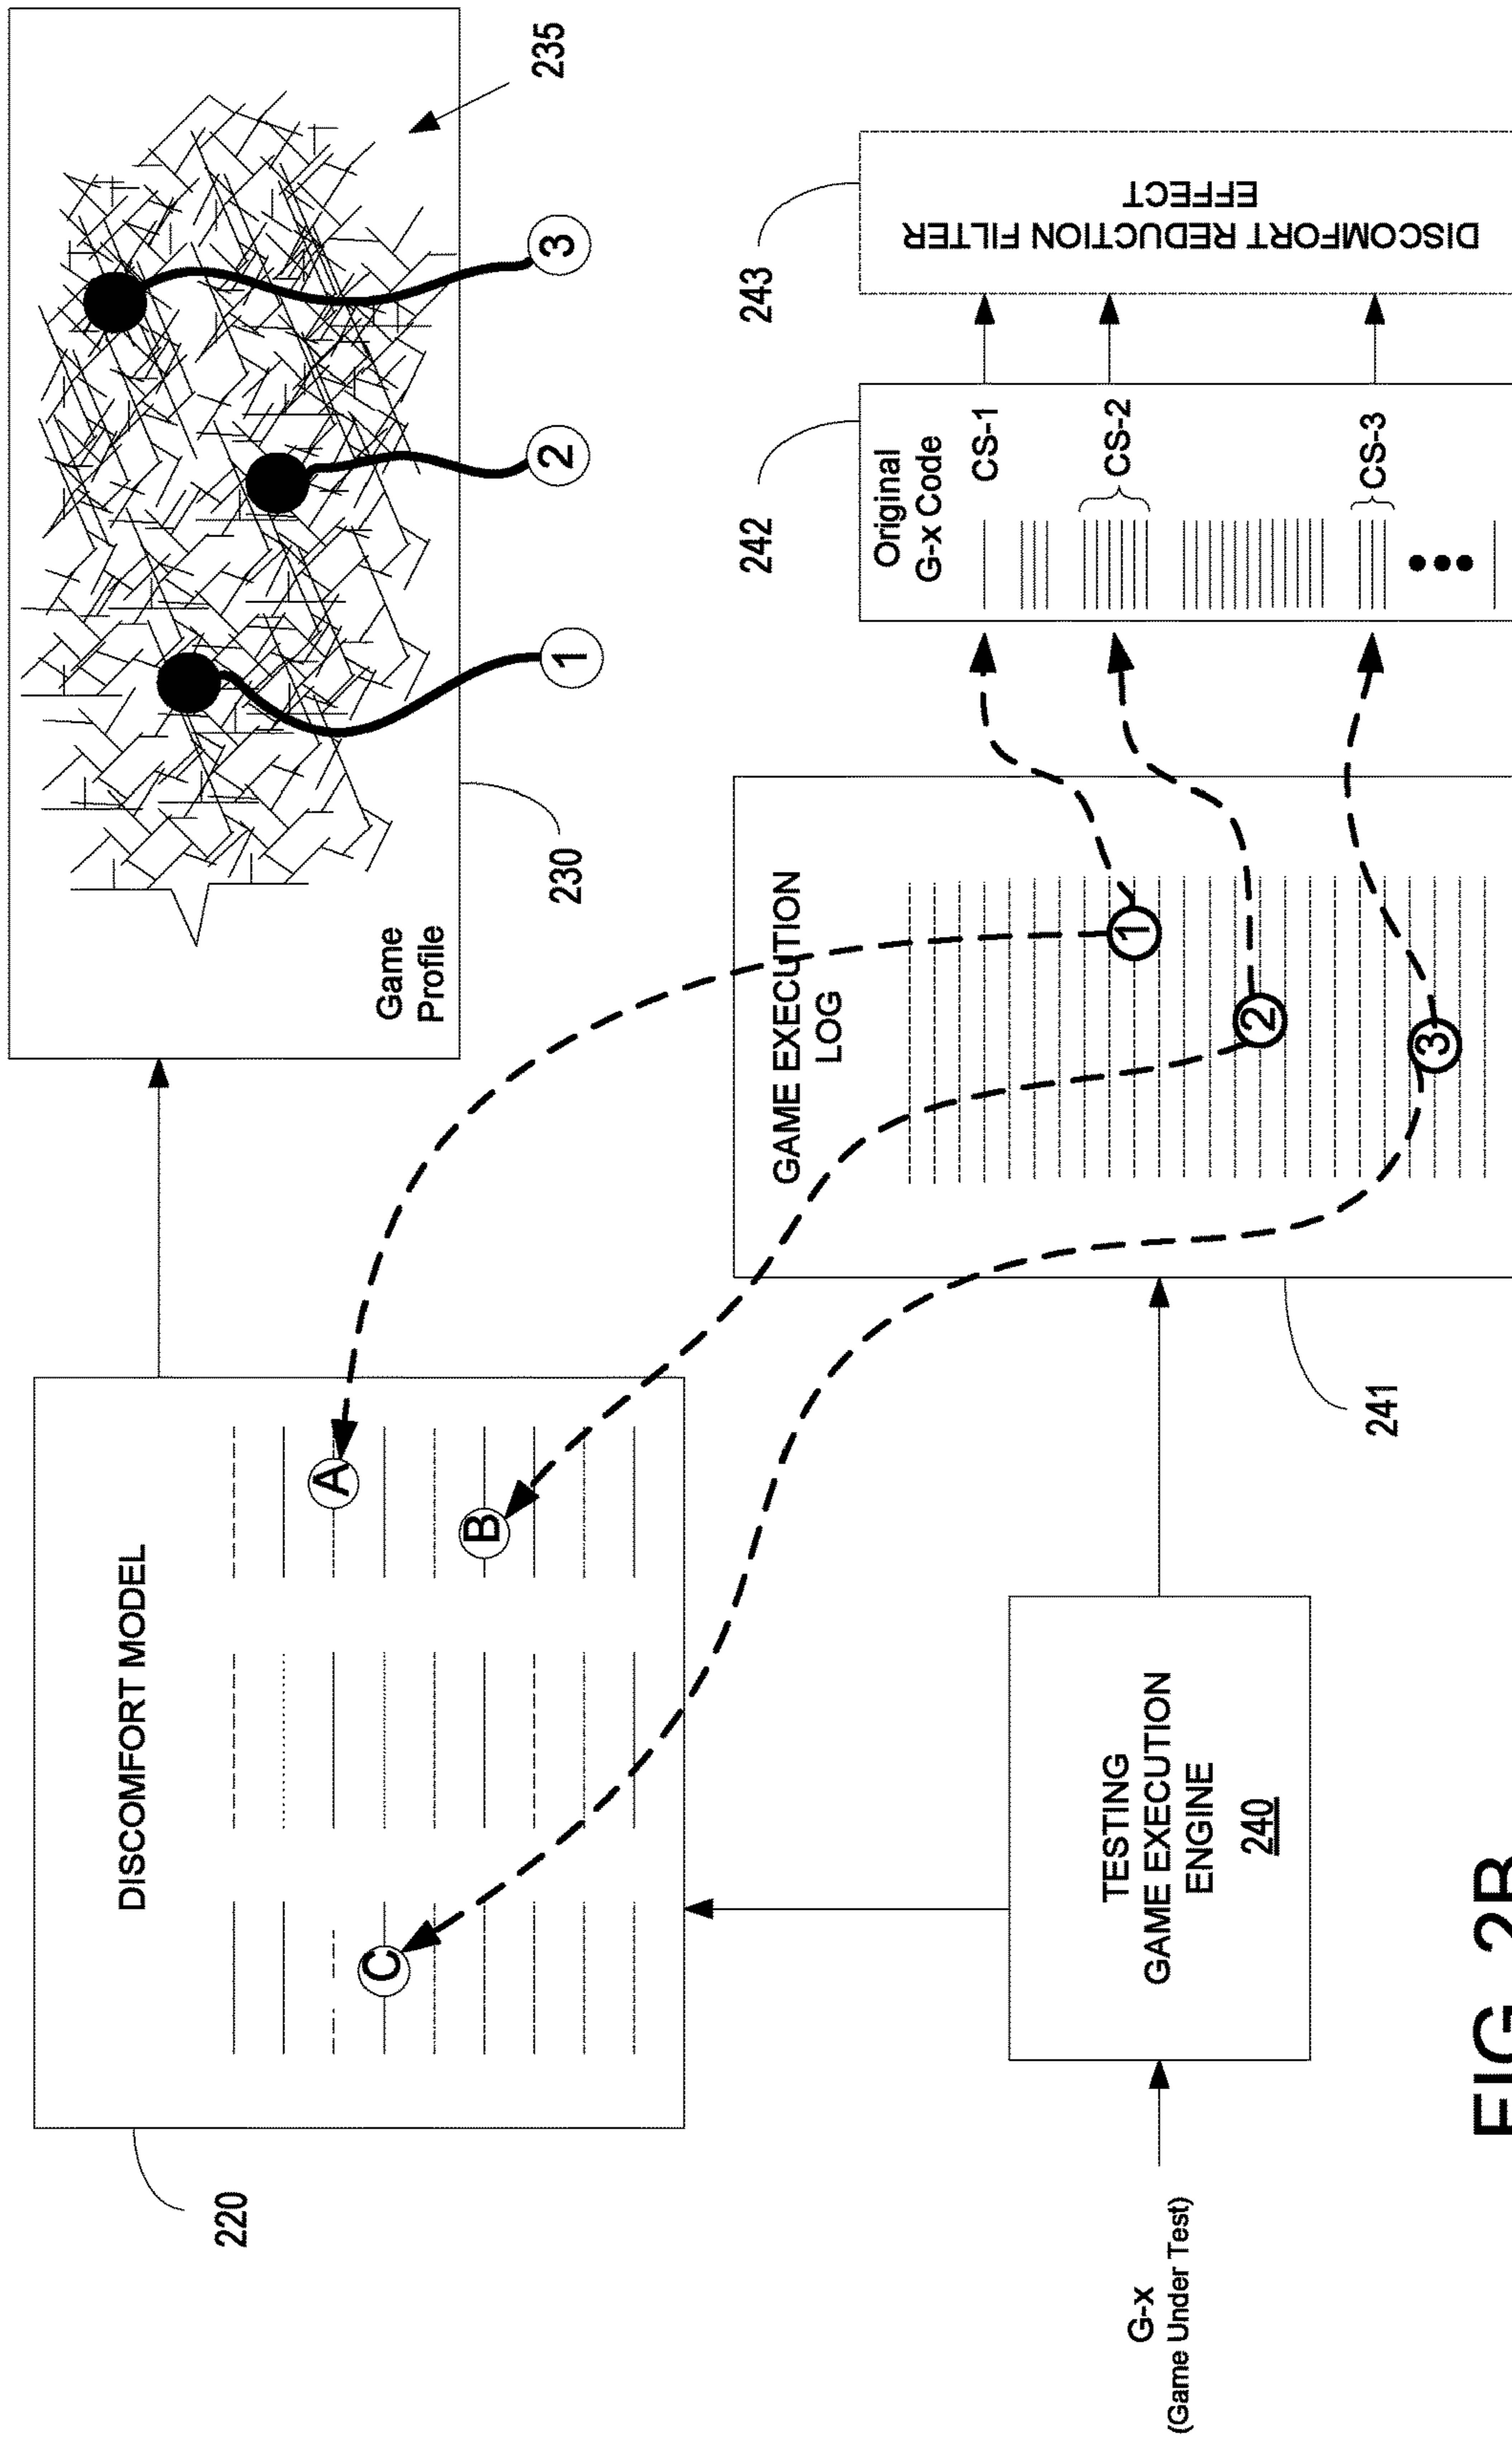 220
DISCOMFORT MODEL
A
B
C
Game
Profile
230
235
1
2
3
G-x
(Game Under Test)
TESTING
GAME EXECUTION
ENGINE
240
GAME EXECUTION
LOG
1
2
3
241
242
Original
G-x Code
CS-1
CS-2
CS-3
243
DISCOMFORT REDUCTION FILTER
EFFECT
FIG. 2B